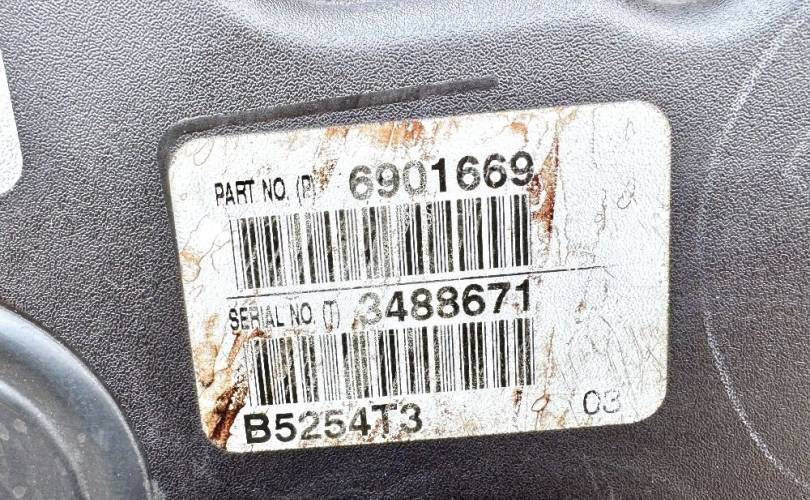 PART NO. (P) 6901669
SERIAL NO. (T) 3488671
B5254T3 03